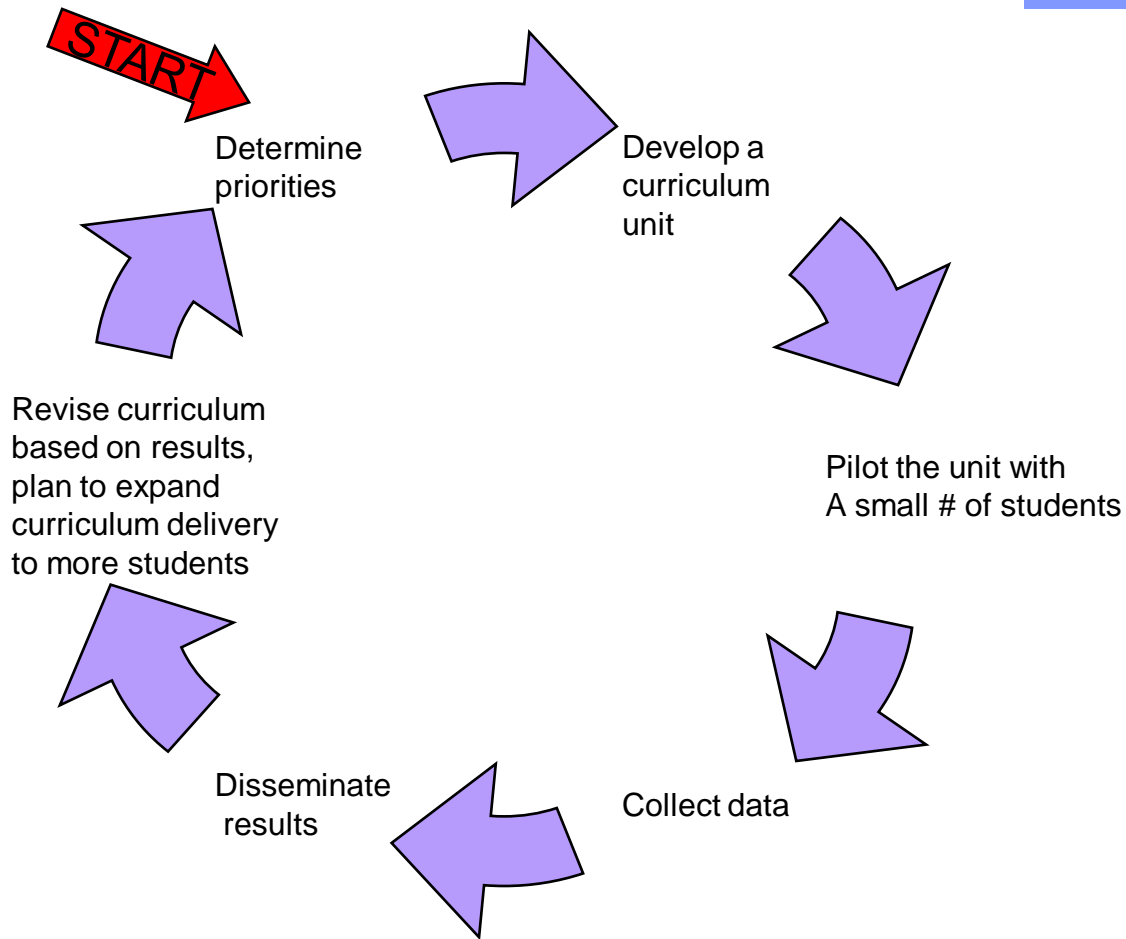 START
Determine
priorities
Develop a
curriculum
unit
Pilot the unit with
A small # of students
Collect data
Disseminate
results
Revise curriculum
based on results,
plan to expand
curriculum delivery
to more students